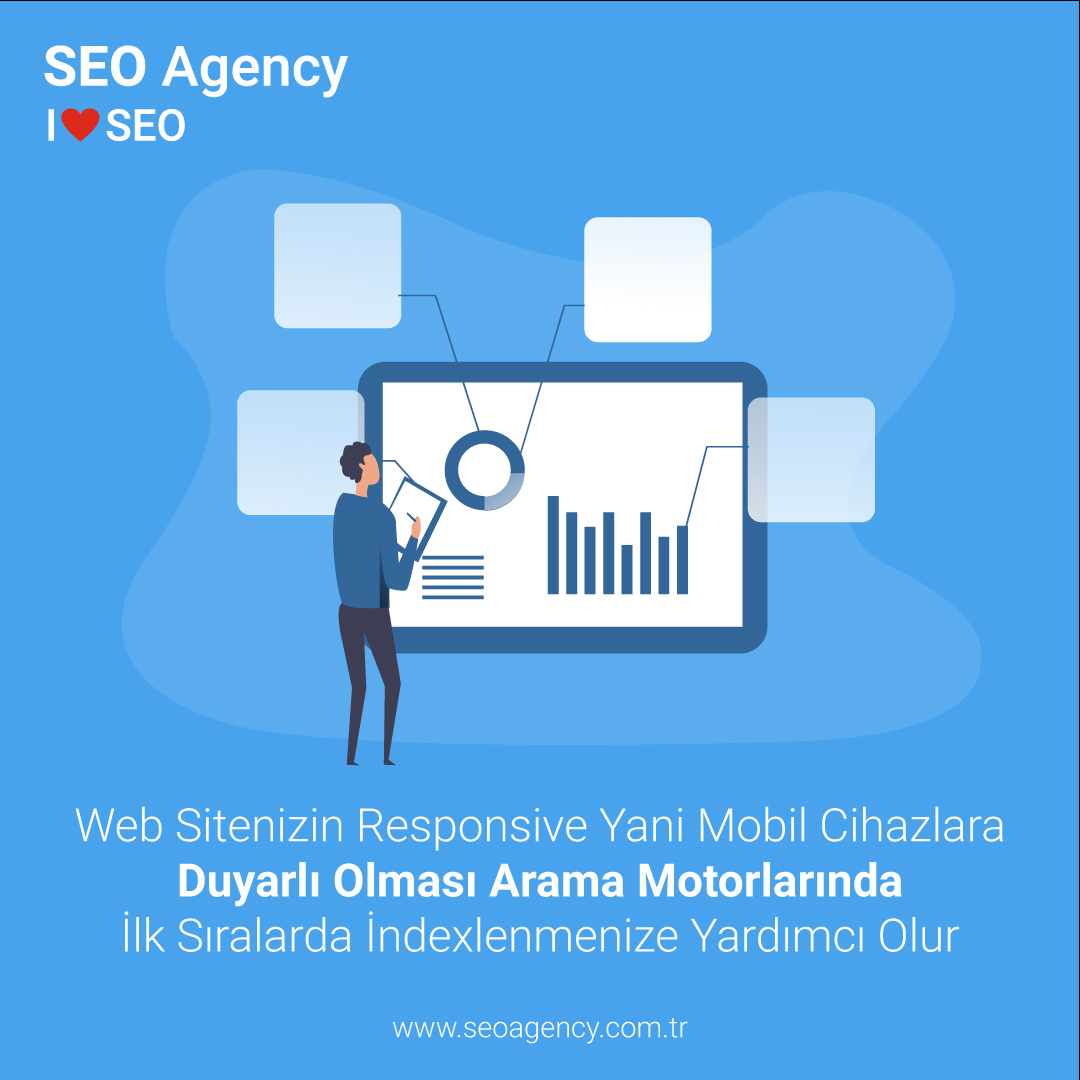 SEO Agency
I ❤ SEO
Web Sitenizin Responsive Yani Mobil Cihazlara
Duyarlı Olması Arama Motorlarında
İlk Sıralarda İndexlenmenize Yardımcı Olur
www.seoagency.com.tr